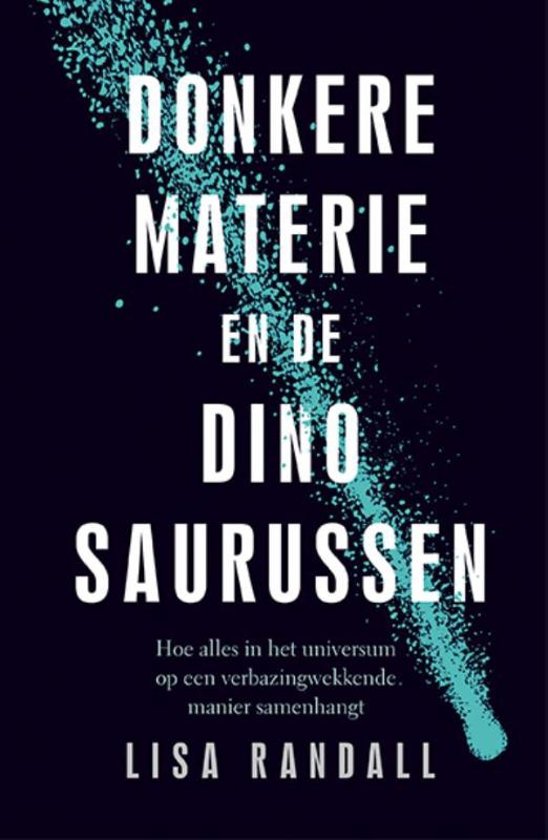 DONKERE
MATERIE
EN DE
DINO
SAURUSSEN
Hoe alles in het universum
op een verbazingwekkende
manier samenhangt
LISA RANDALL